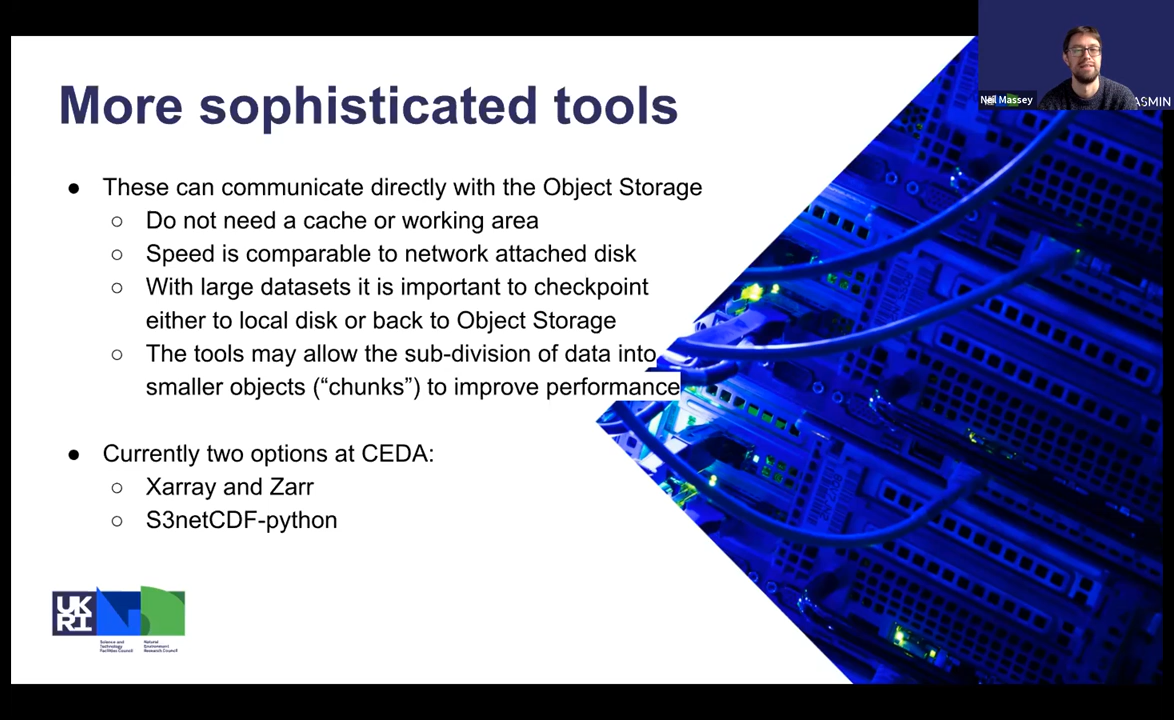 More sophisticated tools
● These can communicate directly with the Object Storage
○ Do not need a cache or working area
○ Speed is comparable to network attached disk
○ With large datasets it is important to checkpoint
either to local disk or back to Object Storage
○ The tools may allow the sub-division of data into
smaller objects (“chunks”) to improve performance
● Currently two options at CEDA:
○ Xarray and Zarr
○ S3netCDF-python
UK
RI
Science and
Technology
Facilities Council
Natural
Environment
Research Council
Neil Massey
ASMIN